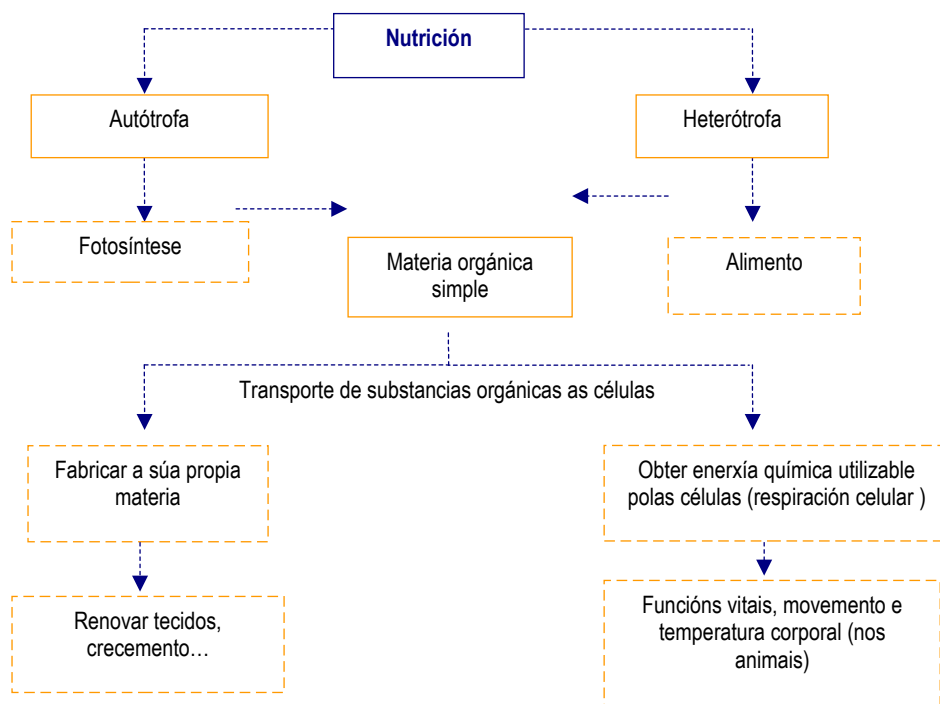 Nutrición
Autótrofa
Heterótrofa
Fotosíntese
Materia orgánica
simple
Alimento
Transporte de substancias orgánicas as células
Fabricar a súa propia
materia
Obter enerxía química utilizable
polas células (respiración celular )
Renovar tecidos,
crecemento…
Funcións vitais, movemento e
temperatura corporal (nos
animais)